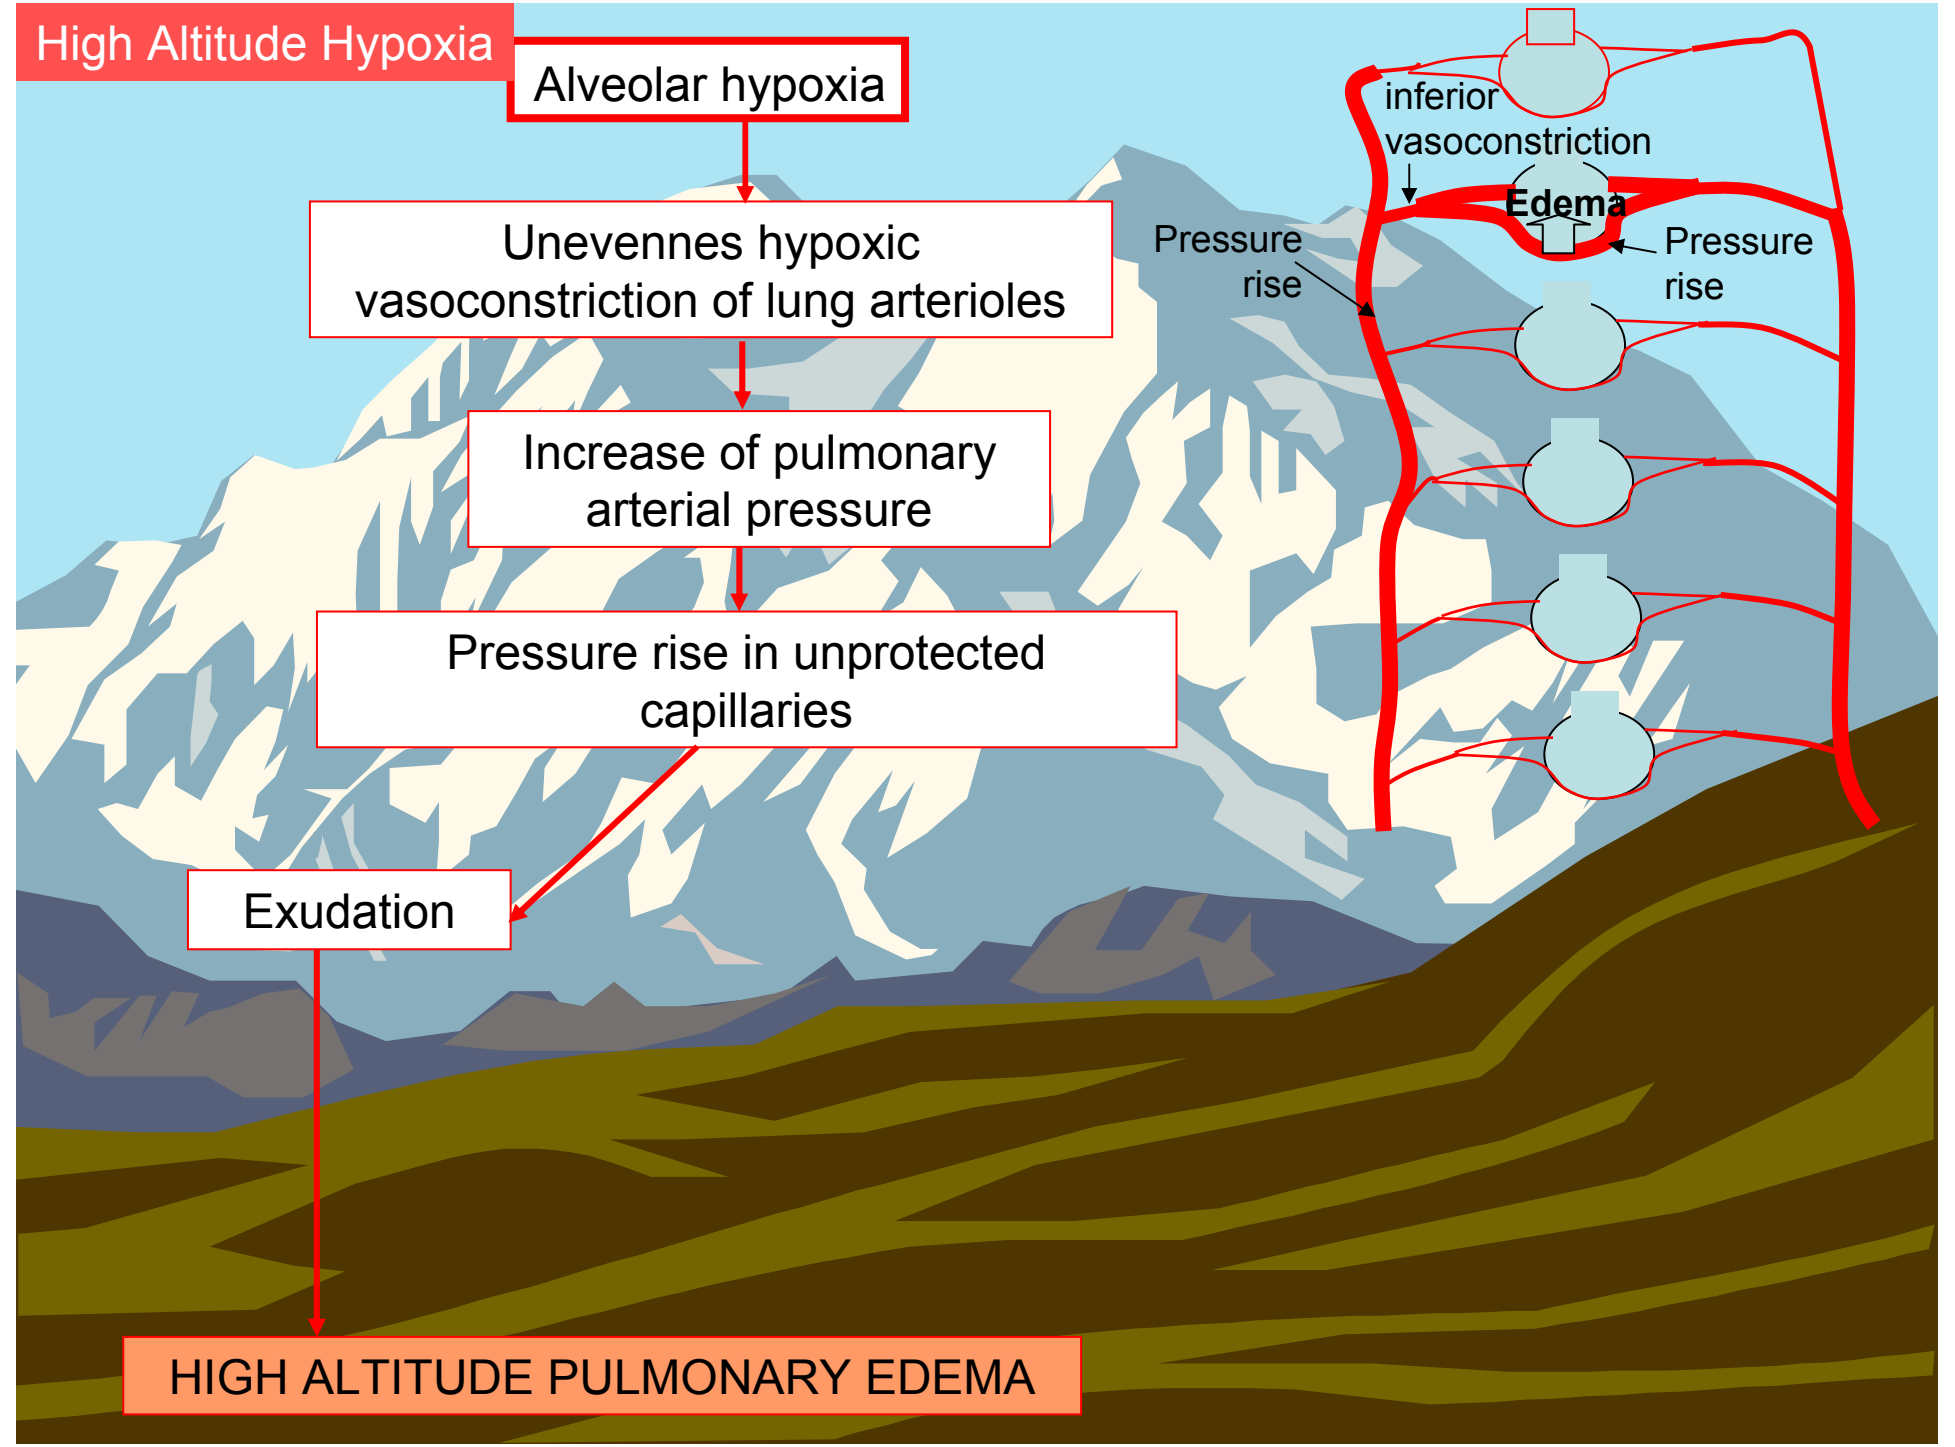 High Altitude Hypoxia
Alveolar hypoxia
Unevennes hypoxic
vasoconstriction of lung arterioles
Increase of pulmonary
arterial pressure
Pressure rise in unprotected
capillaries
Exudation
HIGH ALTITUDE PULMONARY EDEMA
inferior
vasoconstriction
Edema
Pressure
rise
Pressure
rise